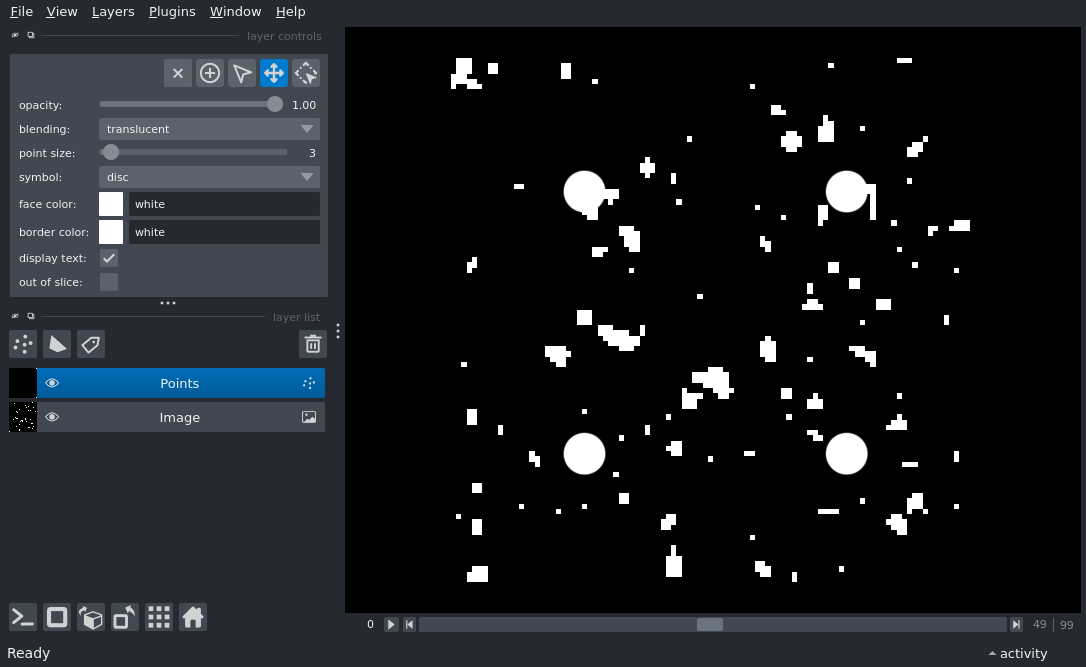 File View Layers Plugins Window Help
layer controls
opacity: 1.00
blending: translucent
point size: 3
symbol: disc
face color: white
border color: white
display text:
out of slice:
layer list
Points
Image
0 49 99
Ready activity